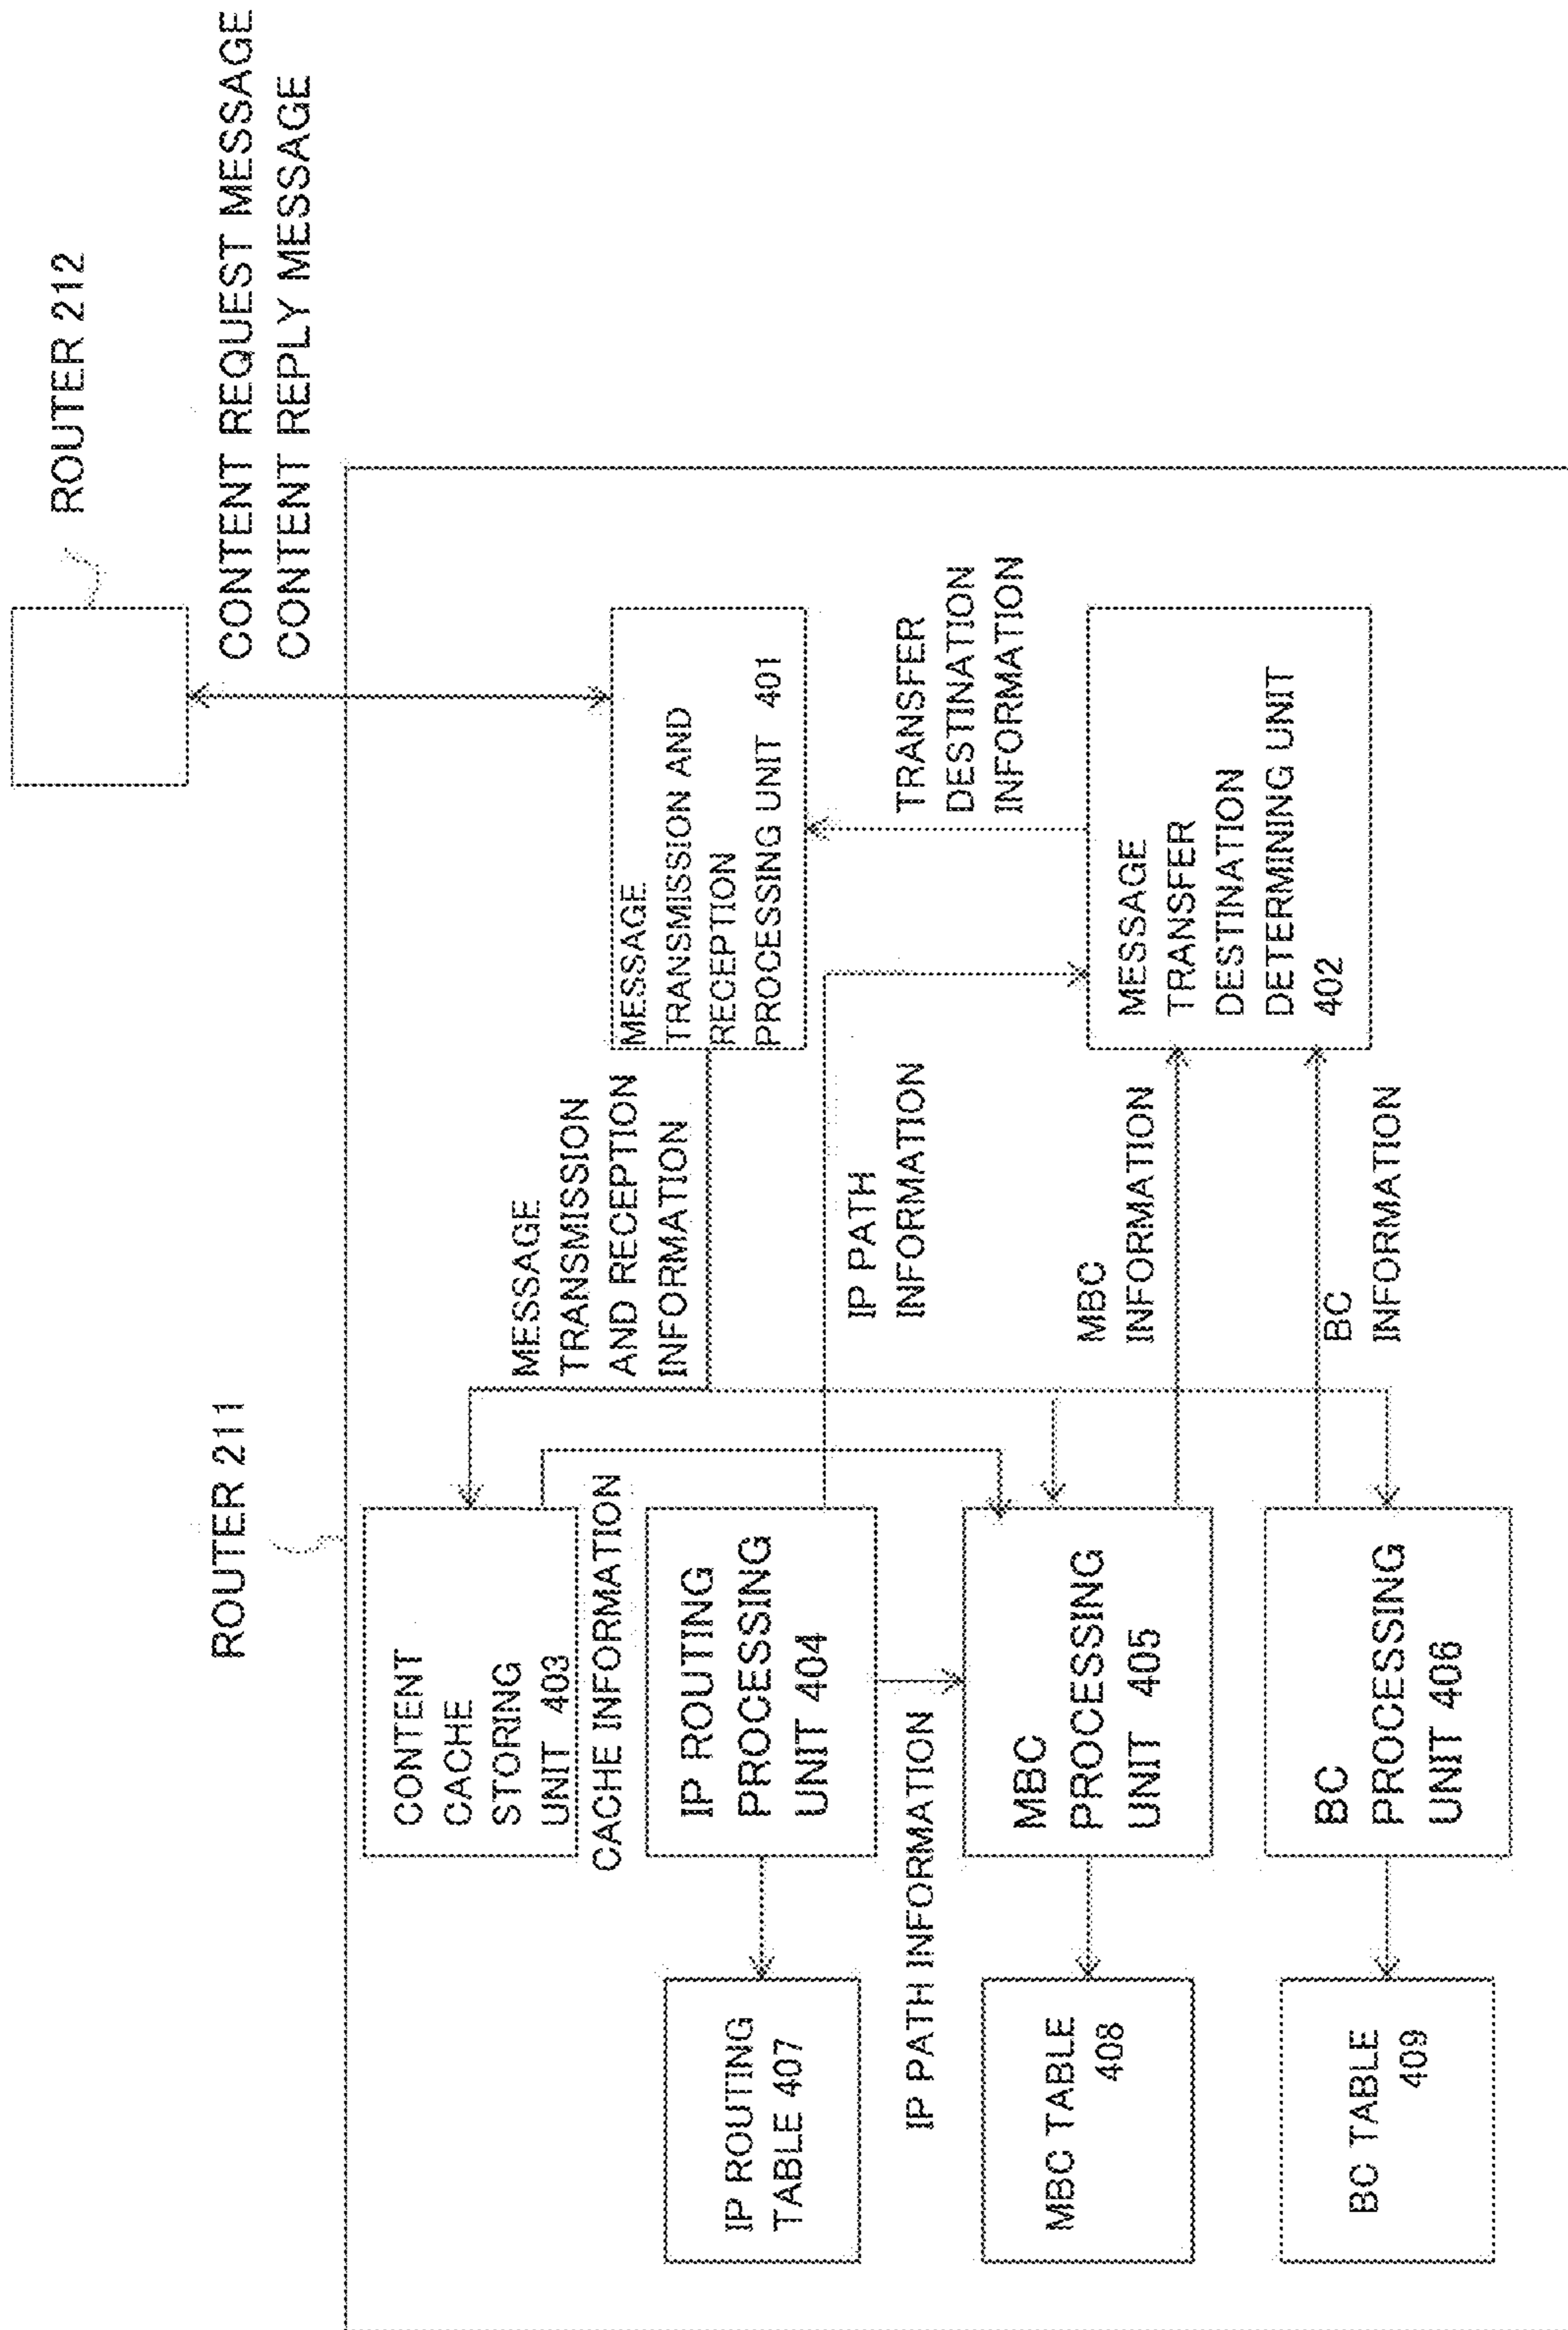 ROUTER 212
CONTENT REQUEST MESSAGE
CONTENT REPLY MESSAGE
ROUTER 211
MESSAGE
TRANSMISSION
AND RECEPTION
INFORMATION
MESSAGE
TRANSMISSION AND
RECEPTION
PROCESSING UNIT 401
CONTENT
CACHE
STORING
UNIT 403
CACHE INFORMATION
IP ROUTING
PROCESSING
UNIT 404
IP ROUTING
TABLE 407
IP PATH
INFORMATION
TRANSFER
DESTINATION
INFORMATION
IP PATH INFORMATION
MBC TABLE
408
MBC
PROCESSING
UNIT 405
MBC
INFORMATION
MESSAGE
TRANSFER
DESTINATION
DETERMINING UNIT
402
BC TABLE
409
BC
PROCESSING
UNIT 406
BC
INFORMATION